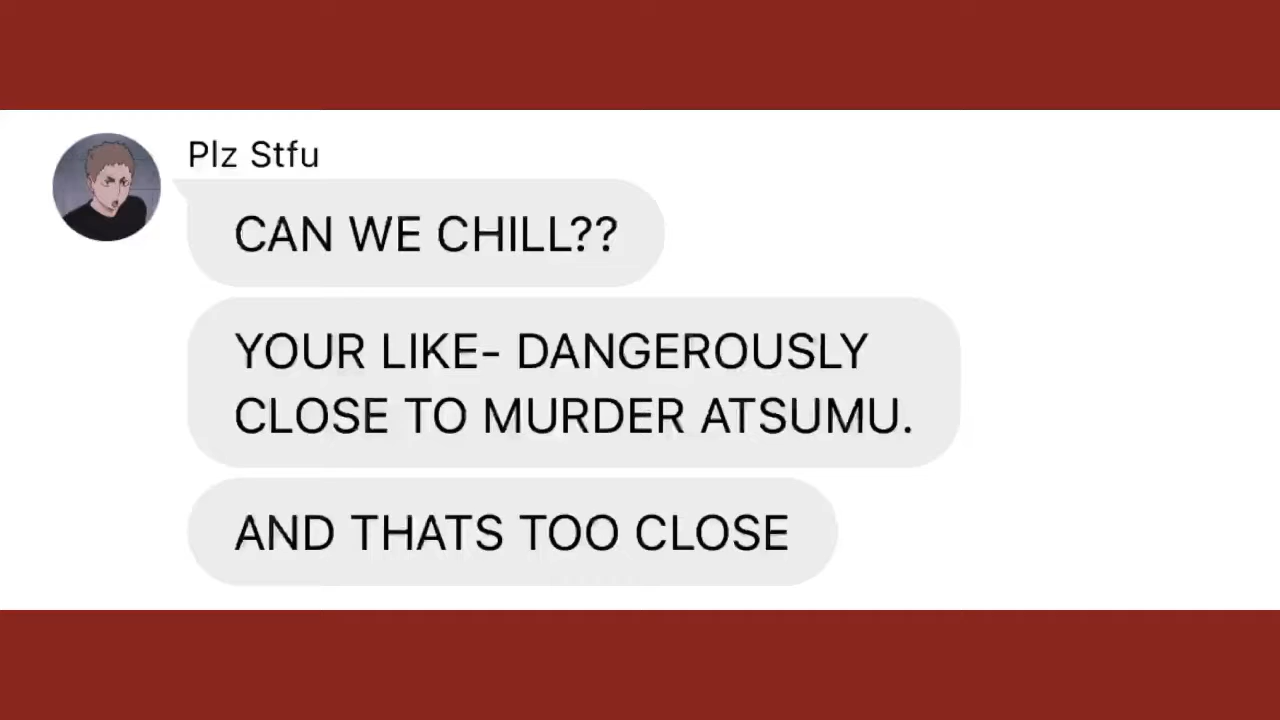 Plz Stfu
CAN WE CHILL??
YOUR LIKE- DANGEROUSLY
CLOSE TO MURDER ATSUMU.
AND THATS TOO CLOSE